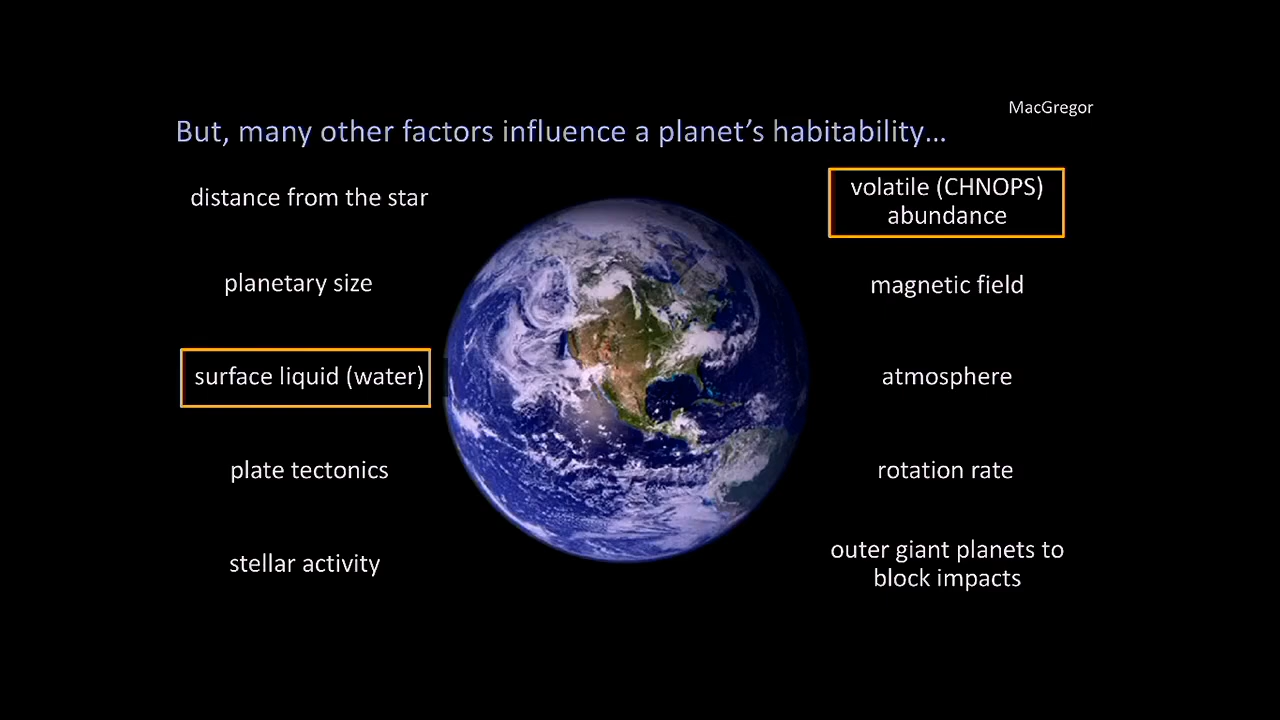 MacGregor
But, many other factors influence a planet’s habitability…
distance from the star
planetary size
surface liquid (water)
plate tectonics
stellar activity
volatile (CHNOPS)
abundance
magnetic field
atmosphere
rotation rate
outer giant planets to
block impacts